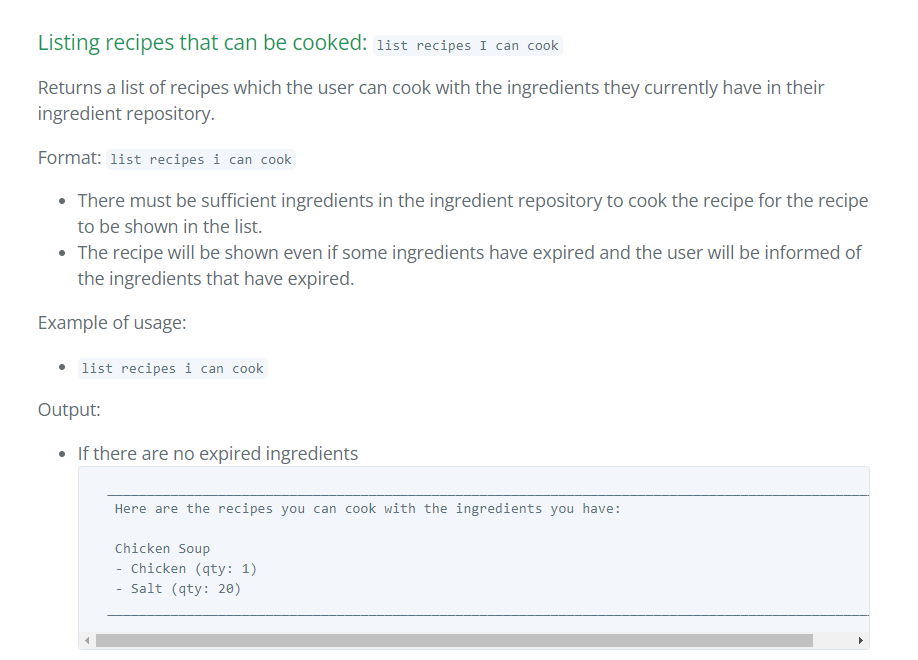 Listing recipes that can be cooked: list recipes I can cook
Returns a list of recipes which the user can cook with the ingredients they currently have in their
ingredient repository.
Format: list recipes i can cook
There must be sufficient ingredients in the ingredient repository to cook the recipe for the recipe
to be shown in the list.
The recipe will be shown even if some ingredients have expired and the user will be informed of
the ingredients that have expired.
Example of usage:
list recipes i can cook
Output:
If there are no expired ingredients
Here are the recipes you can cook with the ingredients you have:
Chicken Soup
- Chicken (qty: 1)
- Salt (qty: 20)